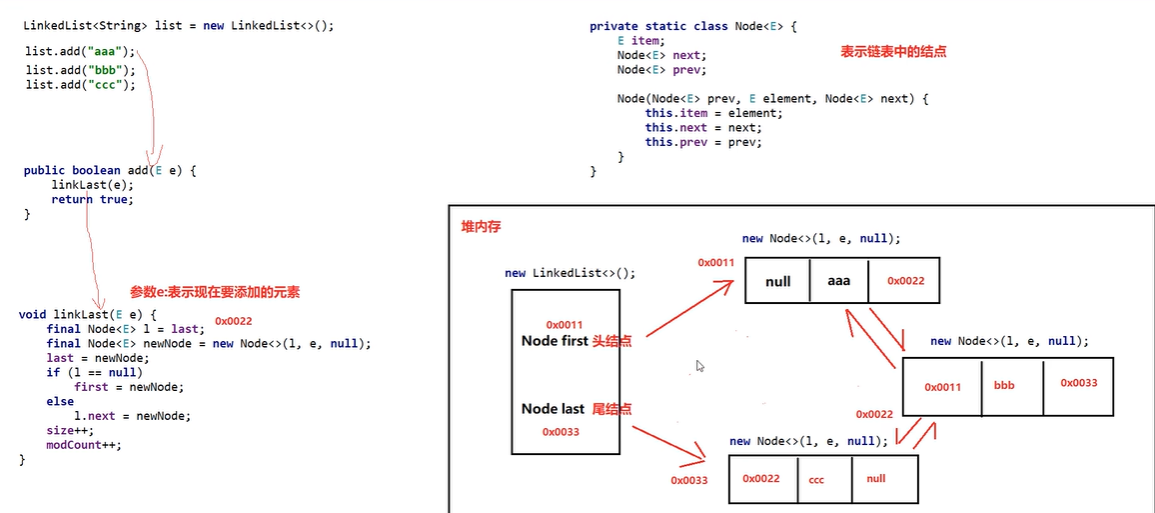 LinkedList<String> list = new LinkedList<>();
list.add("aaa");
list.add("bbb");
list.add("ccc");
public boolean add(E e) {
linkLast(e);
return true;
}
参数e:表示现在要添加的元素
void linkLast(E e) {
0x0022
final Node<E> l = last;
final Node<E> newNode = new Node<>(l, e, null);
last = newNode;
if (l == null)
first = newNode;
else
l.next = newNode;
size++;
modCount++;
}
private static class Node<E> {
E item;
Node<E> next;
Node<E> prev;
表示链表中的结点
Node(Node<E> prev, E element, Node<E> next) {
this.item = element;
this.next = next;
this.prev = prev;
}
}
堆内存
new LinkedList<>();
0x0011
Node first 头结点
Node last 尾结点
0x0033
new Node<>(l, e, null);
0x0011
null aaa 0x0022
new Node<>(l, e, null);
0x0011 bbb 0x0033
0x0022
new Node<>(l, e, null);
0x0033
0x0022 ccc null